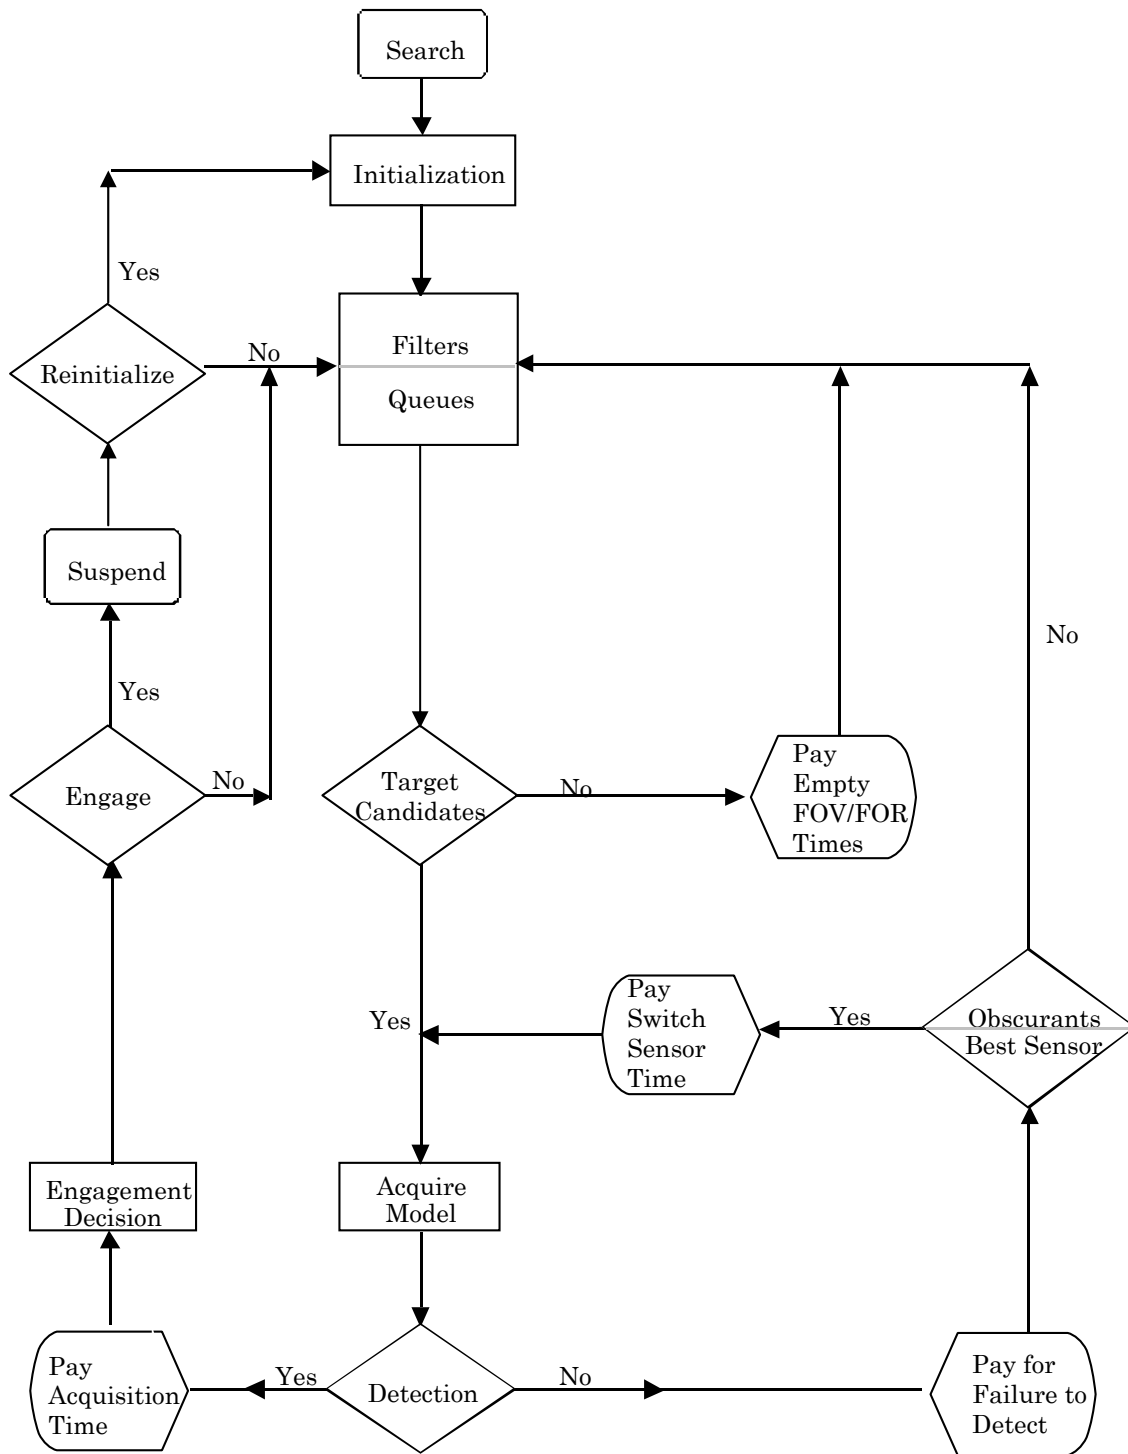 Search
Initialization
Yes
Reinitialize
No
Filters
Queues
Suspend
No
Yes
Engage
No
Target
Candidates
No
Pay
Empty
FOV/FOR
Times
Yes
Pay
Switch
Sensor
Time
Yes
Obscurants
Best Sensor
Engagement
Decision
Acquire
Model
Pay
Acquisition
Time
Yes
Detection
No
Pay for
Failure to
Detect